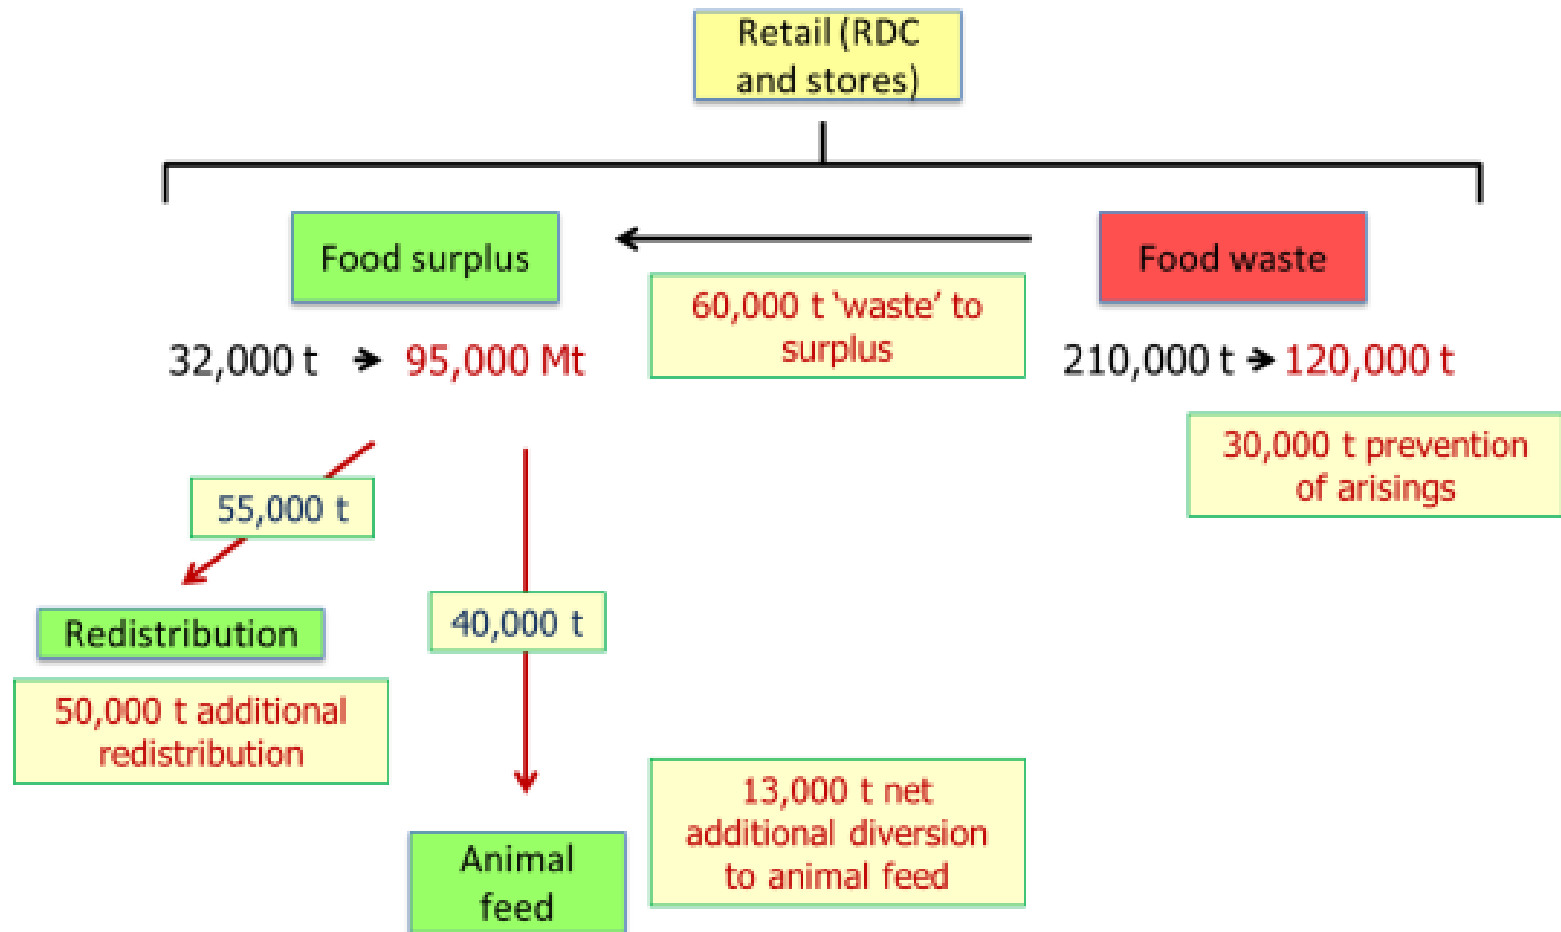 Retail (RDC
and stores)
Food surplus
Food waste
60,000 t 'waste' to
surplus
32,000 t → 95,000 Mt
210,000 t → 120,000 t
30,000 t prevention
of arisings
55,000 t
40,000 t
Redistribution
50,000 t additional
redistribution
13,000 t net
additional diversion
to animal feed
Animal
feed